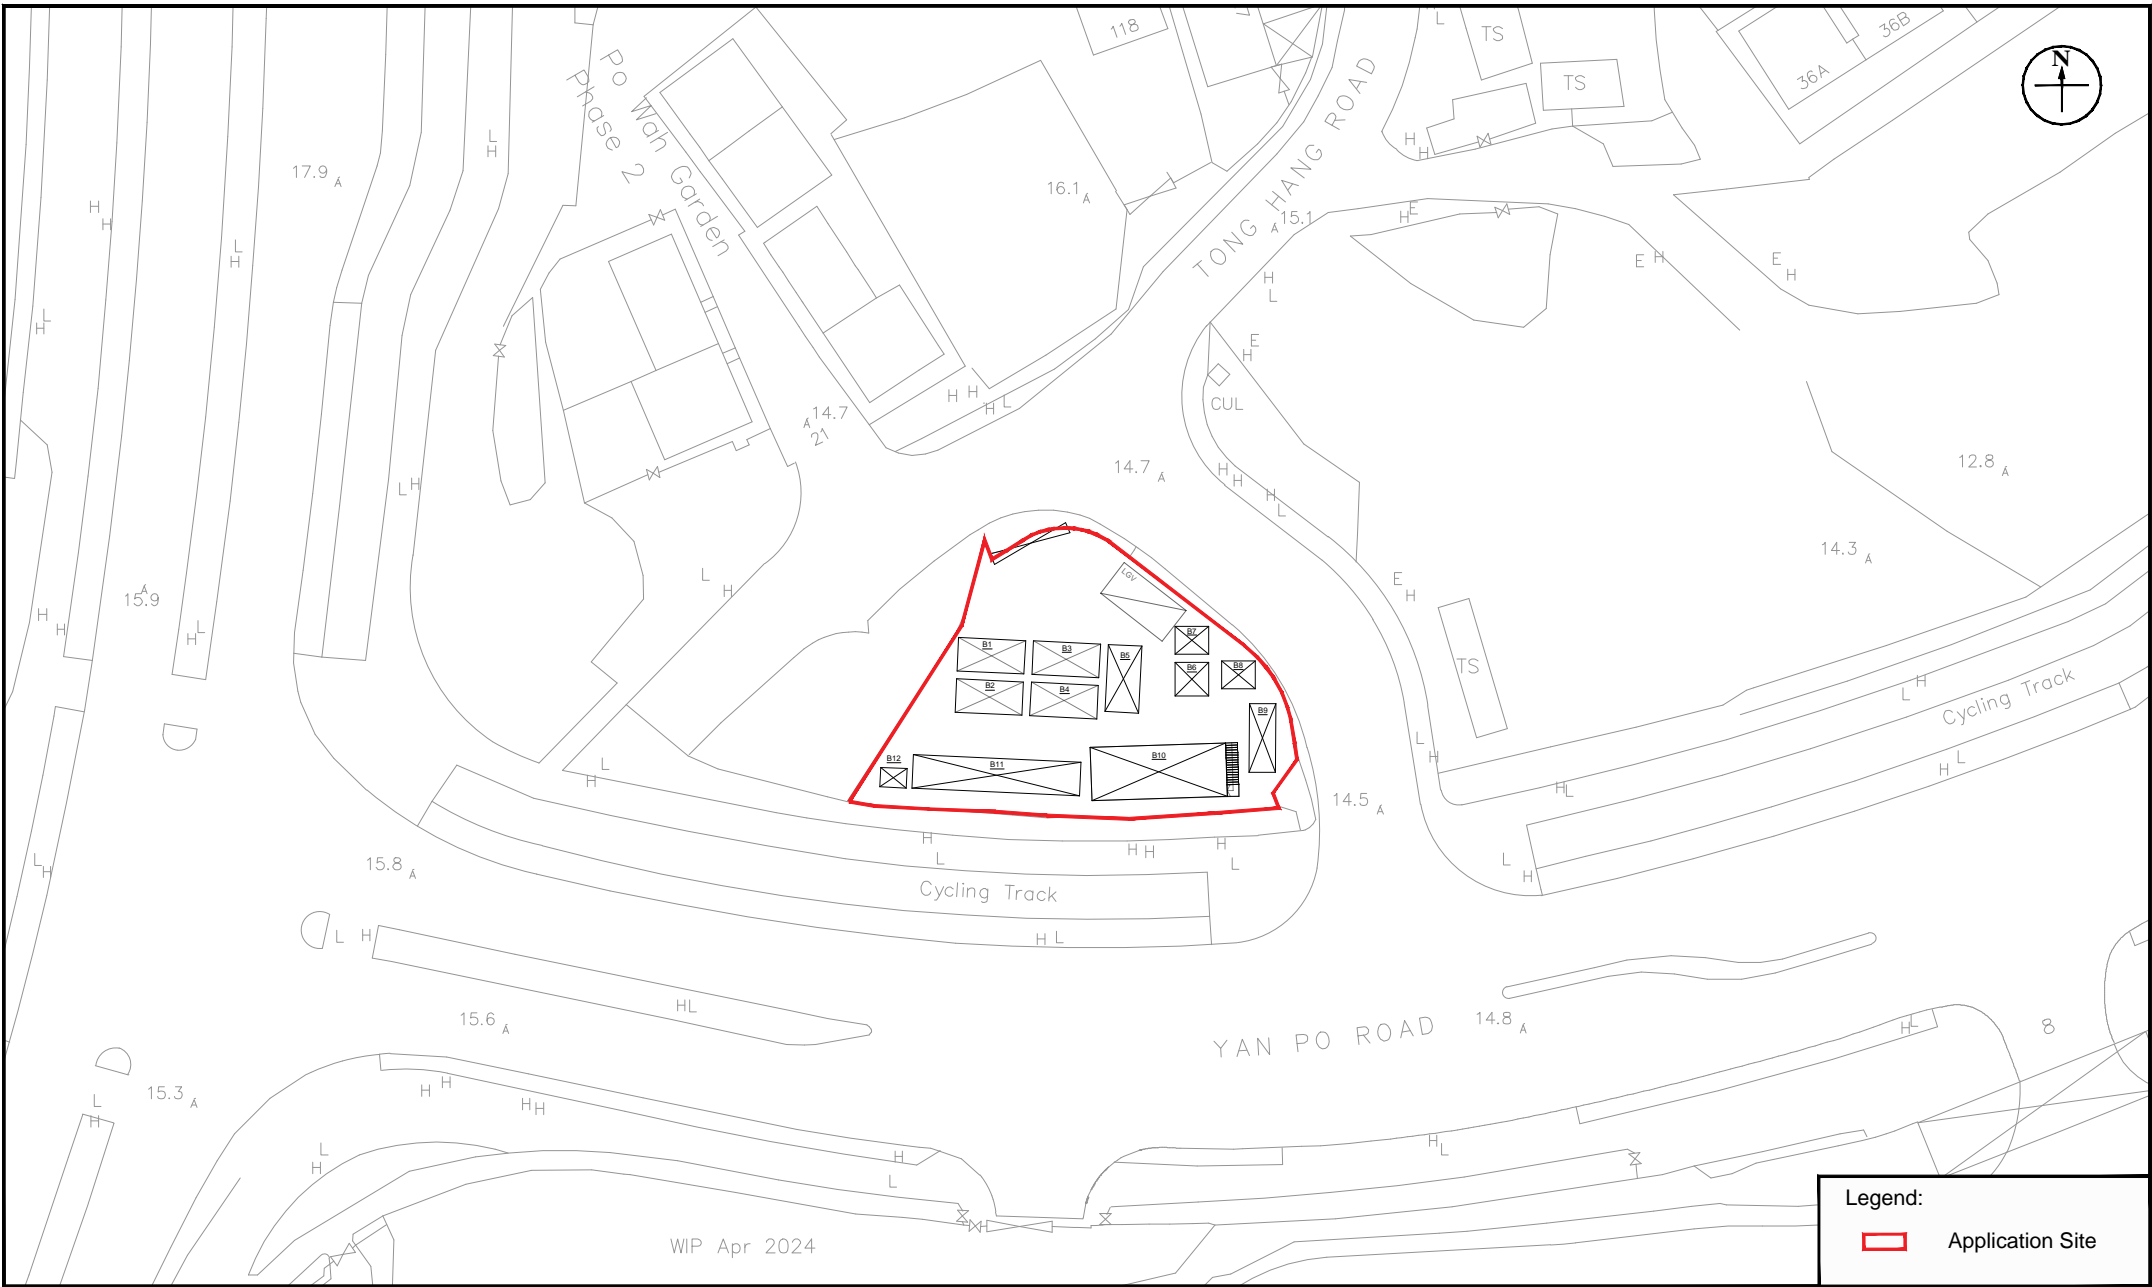 118
TS
36B
N
L
Po Wah Garden
Phase 2
TONG HANG ROAD
TS
36A
L
H
H
H
17.9
16.1
H
H
15.1
H
E
L
H
E
H
E
H
H
L
L
H
E
H
CUL
14.7
21
H
H
H
L
14.7
12.8
L
H
H
H
H
L
14.3
15.9
L
H
E
H
LGV
H
H
L
H
B7
B1
B3
B5
B6
B8
TS
B2
B4
L
H
Cycling Track
B9
L
H
L
H
B12
B11
B10
L
H
HL
14.5
H
L
H
H
H
L
15.8
L
H
L
H
Cycling Track
L
H
H
L
HL
15.6
YAN PO ROAD
14.8
H
L
8
15.3
H
H
L
H
H
H
L
H
H
L
H
L
Legend:
Application Site
WIP Apr 2024